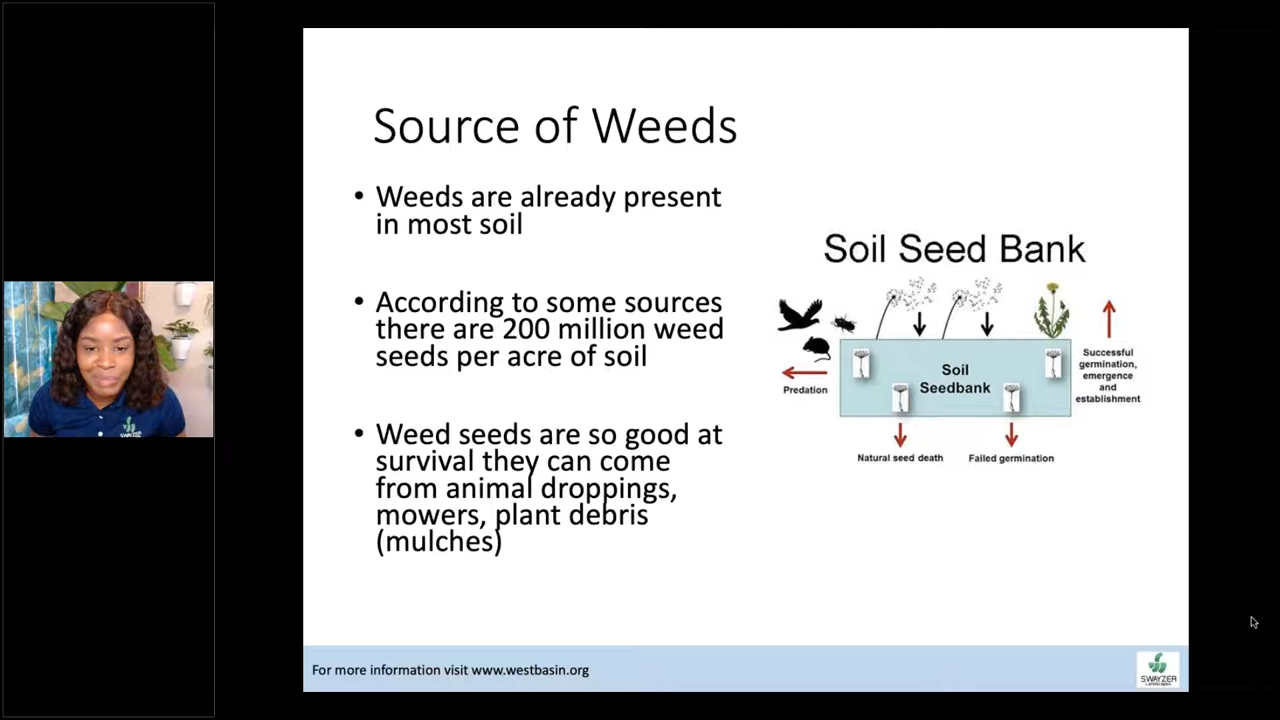 Source of Weeds
• Weeds are already present
in most soil
• According to some sources
there are 200 million weed
seeds per acre of soil
• Weed seeds are so good at
survival they can come
from animal droppings,
mowers, plant debris
(mulches)
Soil Seed Bank
Soil
Seedbank
Predation
Successful
germination,
emergence
and
establishment
Natural seed death
Failed germination
SWAYZER
For more information visit www.westbasin.org
SWAYZER
Landscapes